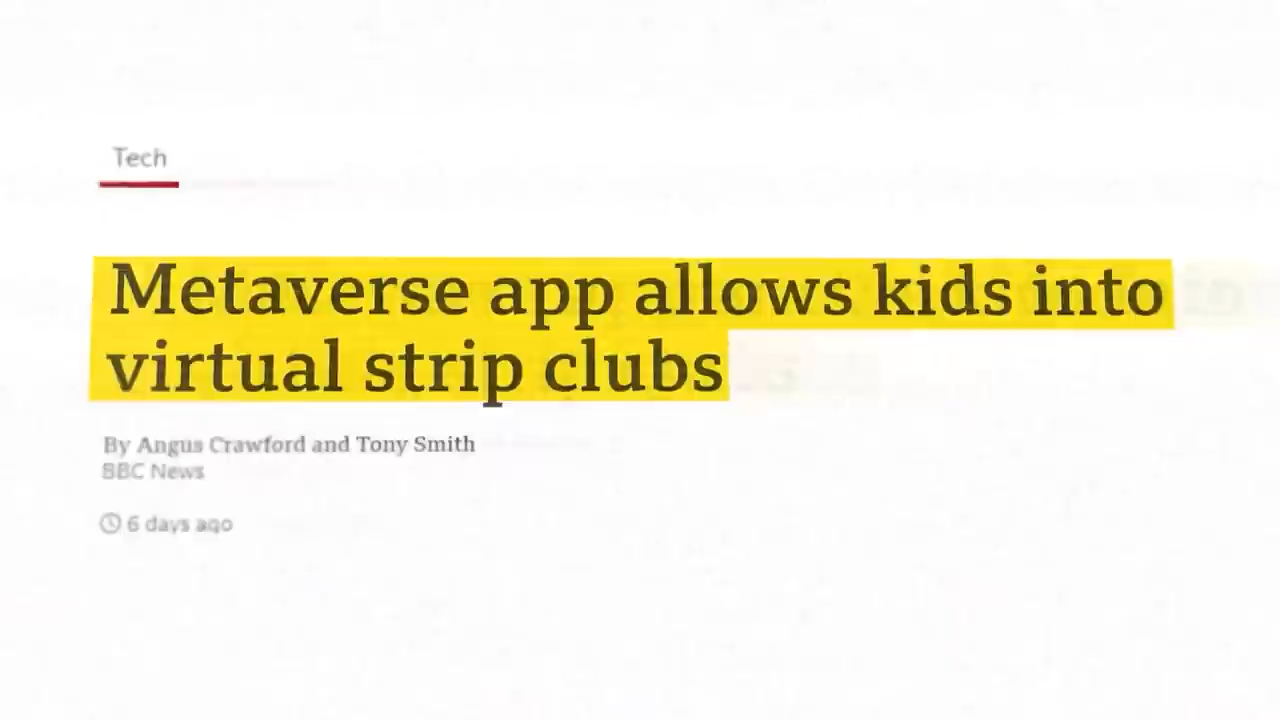 Tech
Metaverse app allows kids into
virtual strip clubs
By Angus Crawford and Tony Smith
BBC News
6 days ago